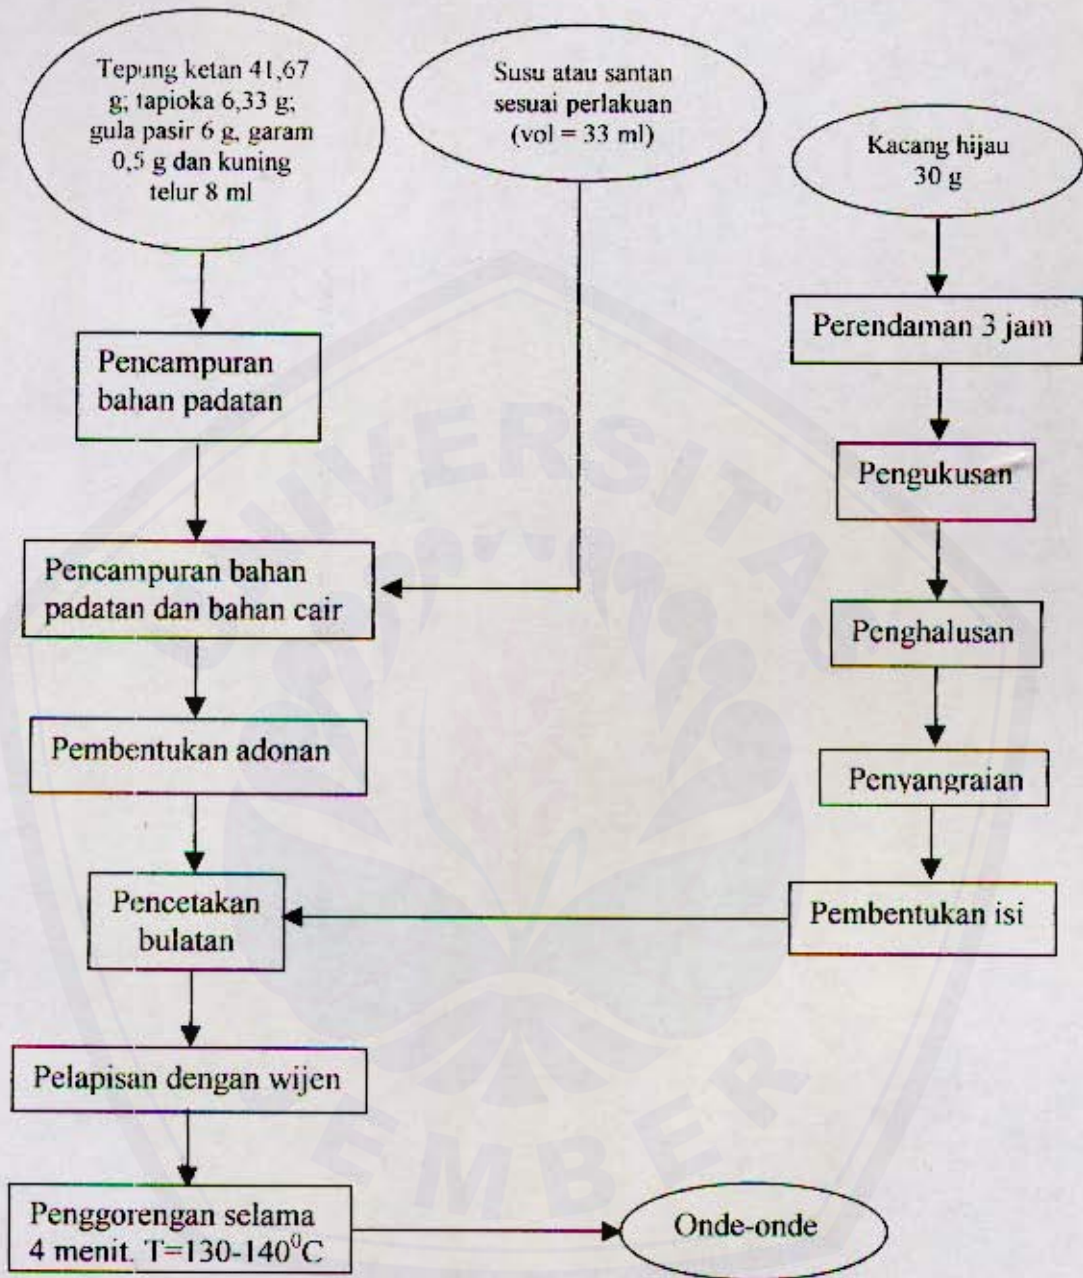 Tepung ketan 41,67
g; tapioka 6,33 g;
gula pasir 6 g, garam
0,5 g dan kuning
telur 8 ml
Susu atau santan
sesuai perlakuan
(vol = 33 ml)
Kacang hijau
30 g
Perendaman 3 jam
Pencampuran
bahan padatan
Pengukusan
Pencampuran bahan
padatan dan bahan cair
Penghalusan
Pembentukan adonan
Penyangraian
Pencetakan
bulatan
Pembentukan isi
Pelapisan dengan wijen
Penggorengan selama
4 menit. T=130-140⁰C
Onde-onde
UNIVERSITAS
JEMBER